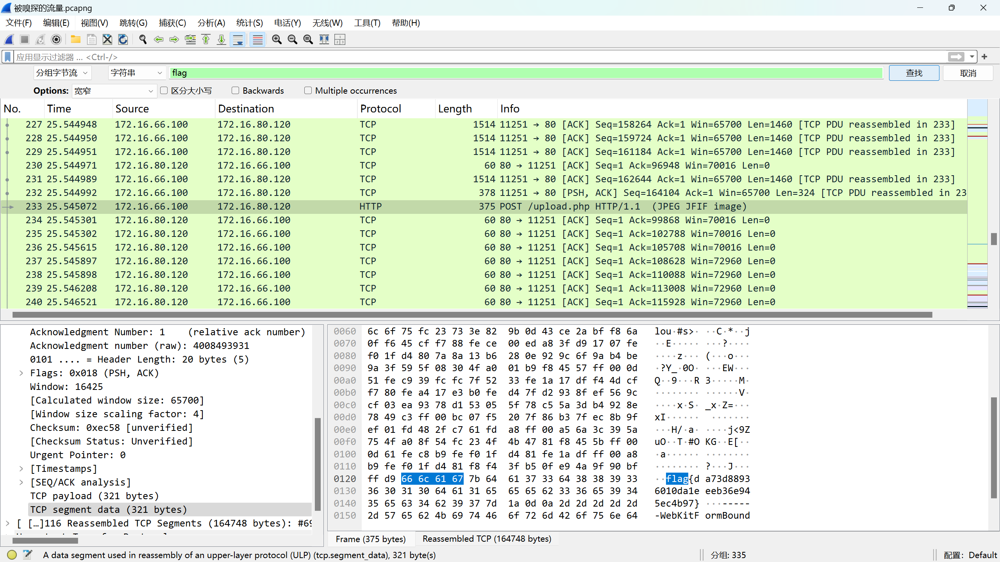 被嗅探的流量.pcapng
文件(F) 编辑(E) 视图(V) 跳转(G) 捕获(C) 分析(A) 统计(S) 电话(Y) 无线(W) 工具(T) 帮助(H)
应用显示过滤器 … <Ctrl-/>
分组字节流 字符串 flag 查找 取消
Options: 宽窄 区分大小写 Backwards Multiple occurrences
No. Time Source Destination Protocol Length Info
227 25.544948 172.16.66.100 172.16.80.120 TCP 1514 11251 → 80 [ACK] Seq=158264 Ack=1 Win=65700 Len=1460 [TCP PDU reassembled in 233]
228 25.544950 172.16.66.100 172.16.80.120 TCP 1514 11251 → 80 [ACK] Seq=159724 Ack=1 Win=65700 Len=1460 [TCP PDU reassembled in 233]
229 25.544951 172.16.66.100 172.16.80.120 TCP 1514 11251 → 80 [ACK] Seq=161184 Ack=1 Win=65700 Len=1460 [TCP PDU reassembled in 233]
230 25.544971 172.16.80.120 172.16.66.100 TCP 60 80 → 11251 [ACK] Seq=1 Ack=96948 Win=70016 Len=0
231 25.544989 172.16.66.100 172.16.80.120 TCP 1514 11251 → 80 [ACK] Seq=162644 Ack=1 Win=65700 Len=1460 [TCP PDU reassembled in 233]
232 25.544992 172.16.66.100 172.16.80.120 TCP 378 11251 → 80 [PSH, ACK] Seq=164104 Ack=1 Win=65700 Len=324 [TCP PDU reassembled in 23
233 25.545072 172.16.66.100 172.16.80.120 HTTP 375 POST /upload.php HTTP/1.1 (JPEG JFIF image)
234 25.545301 172.16.80.120 172.16.66.100 TCP 60 80 → 11251 [ACK] Seq=1 Ack=99868 Win=70016 Len=0
235 25.545302 172.16.80.120 172.16.66.100 TCP 60 80 → 11251 [ACK] Seq=1 Ack=102788 Win=70016 Len=0
236 25.545615 172.16.80.120 172.16.66.100 TCP 60 80 → 11251 [ACK] Seq=1 Ack=105708 Win=70016 Len=0
237 25.545897 172.16.80.120 172.16.66.100 TCP 60 80 → 11251 [ACK] Seq=1 Ack=108628 Win=72960 Len=0
238 25.545898 172.16.80.120 172.16.66.100 TCP 60 80 → 11251 [ACK] Seq=1 Ack=110088 Win=72960 Len=0
239 25.546208 172.16.80.120 172.16.66.100 TCP 60 80 → 11251 [ACK] Seq=1 Ack=113008 Win=72960 Len=0
240 25.546521 172.16.80.120 172.16.66.100 TCP 60 80 → 11251 [ACK] Seq=1 Ack=115928 Win=72960 Len=0
Acknowledgment Number: 1 (relative ack number)
Acknowledgment number (raw): 4008493931
0101 .... = Header Length: 20 bytes (5)
Flags: 0x018 (PSH, ACK)
Window: 16425
[Calculated window size: 65700]
[Window size scaling factor: 4]
Checksum: 0xec58 [unverified]
[Checksum Status: Unverified]
Urgent Pointer: 0
[Timestamps]
[SEQ/ACK analysis]
TCP payload (321 bytes)
TCP segment data (321 bytes)
[ […]116 Reassembled TCP Segments (164748 bytes): #69
0060 6c 6f 75 fc 23 73 3e 82 9b 0d 43 ce 2a bf f8 6a lou·#s>· ··C·*··j
0070 0f f6 45 cf f7 88 fe ce 00 ed a8 3f d9 17 07 fe ··E····· ···?····
0080 f0 1f d4 80 7a 8a 13 b6 28 0e 92 9c 6f 9a b4 be ····z··· (···o···
0090 9a 3f 59 5f 08 30 4f a0 01 b9 f8 45 57 ff 00 0d ·?Y_·0O· ···EW···
00a0 51 fe c9 39 fc fc 7f 52 33 fe 1a 17 df f4 4d cf Q··9···R 3·····M·
00b0 f7 80 fe a4 17 e3 b0 fe d4 7f d2 93 8f ef 56 9c ········ ······V·
00c0 cf 03 ea 93 78 d1 53 05 5f 78 c5 5a 3d b4 92 8e ····x·S· _x·Z=···
00d0 78 49 c3 ff 00 bc 07 f5 20 7f 86 b3 7f ec 8b 9f xI······ ·······
00e0 ef 01 fd 48 2f c7 61 fd a8 ff 00 a5 6a 3c 39 5a ···H/·a· ····j<9Z
00f0 75 4f a0 8f 54 fc 23 4f 4b 47 81 f8 45 5b ff 00 uO··T·#O KG··E[··
0100 0d 61 fe c8 b9 fe f0 1f d4 81 fe 1a df ff 00 a8 ·a······ ········
0110 b9 fe f0 1f d4 81 f8 f4 3f b5 0f e9 4a 9f 90 bf ········ ?···J···
0120 ff d9 66 6c 61 67 7b 64 61 37 33 64 38 38 39 33 ··flag{d a73d8893
0130 36 30 31 30 64 61 31 65 65 65 62 33 36 65 39 34 6010da1e eeb36e94
0140 35 65 63 34 62 39 37 7d 1a 0d 0a 2d 2d 2d 2d 2d 5ec4b97} ···-----
0150 2d 57 65 62 4b 69 74 46 6f 72 6d 42 6f 75 6e 64 -WebKitF ormBound
Frame (375 bytes) Reassembled TCP (164748 bytes)
A data segment used in reassembly of an upper-layer protocol (ULP) (tcp.segment_data), 321 byte(s) 分组: 335 配置: Default